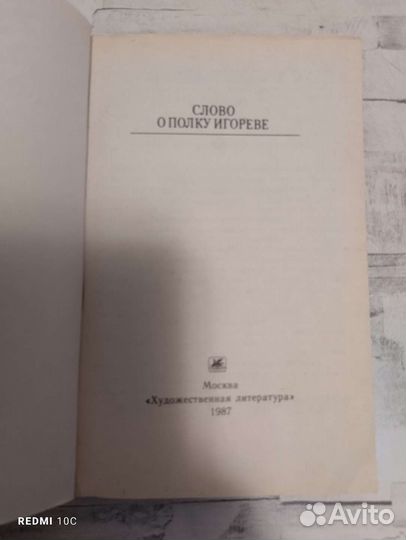 СЛОВО
О ПОЛКУ ИГОРЕВЕ
Москва
«Художественная литература»
1987
REDMI 10C
Avito